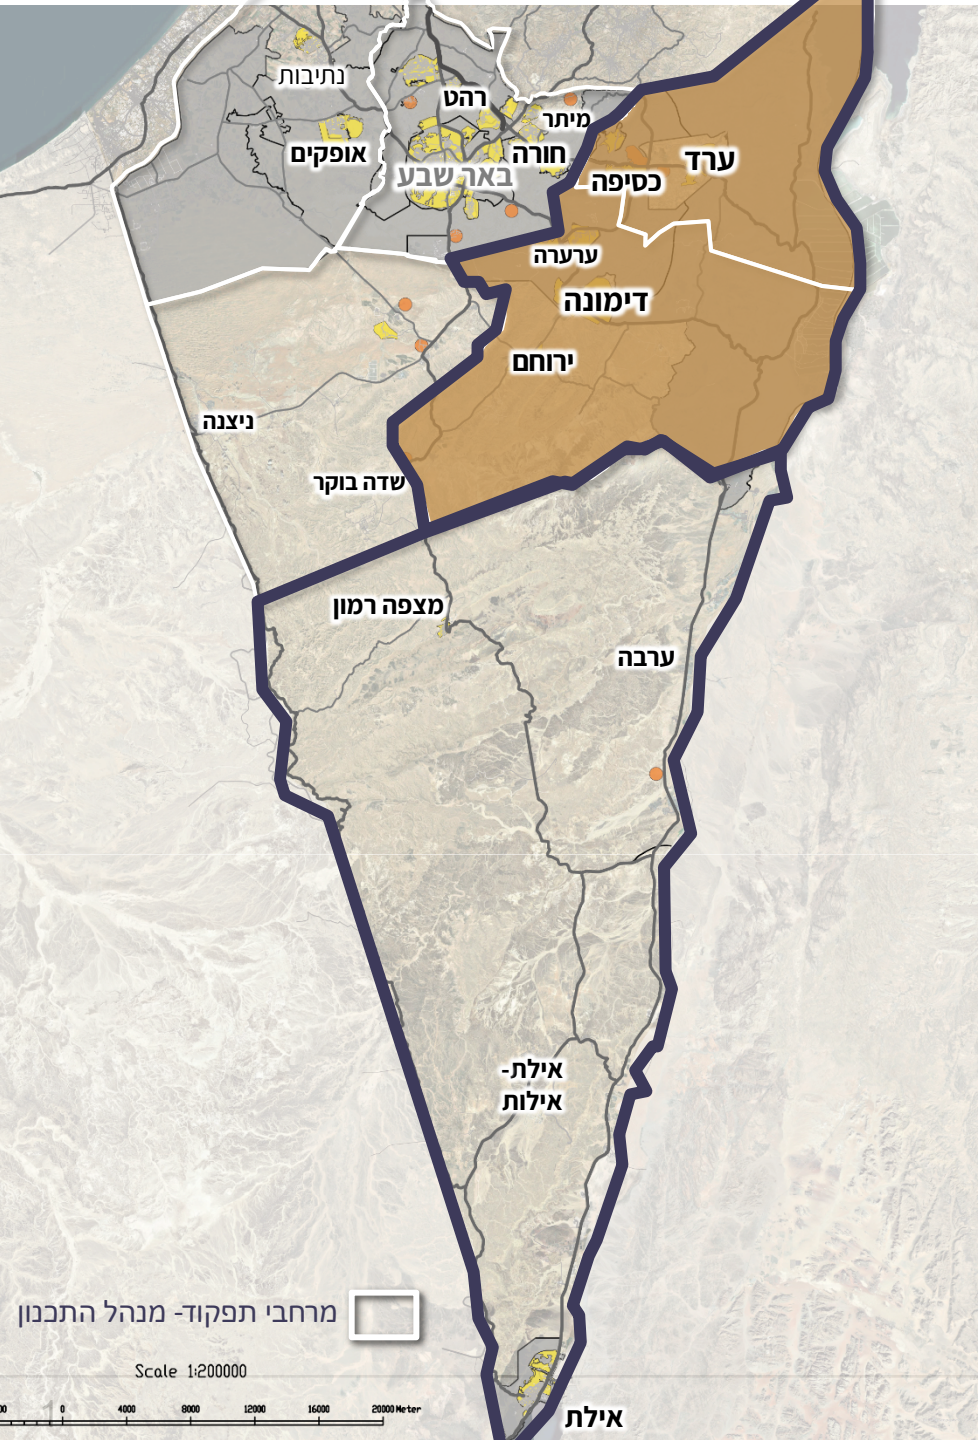 נתיבות
רהט
מיתר
אופקים
חורה
באר שבע
ערד
כסיפה
ערערה
דימונה
ירוחם
ניצנה
שדה בוקר
מצפה רמון
ערבה
אילת-
אילות
מרחבי תפקוד- מנהל התכנון
Scale 1:200000
0 4000 8000 12000 16000 20000 Meter
אילת